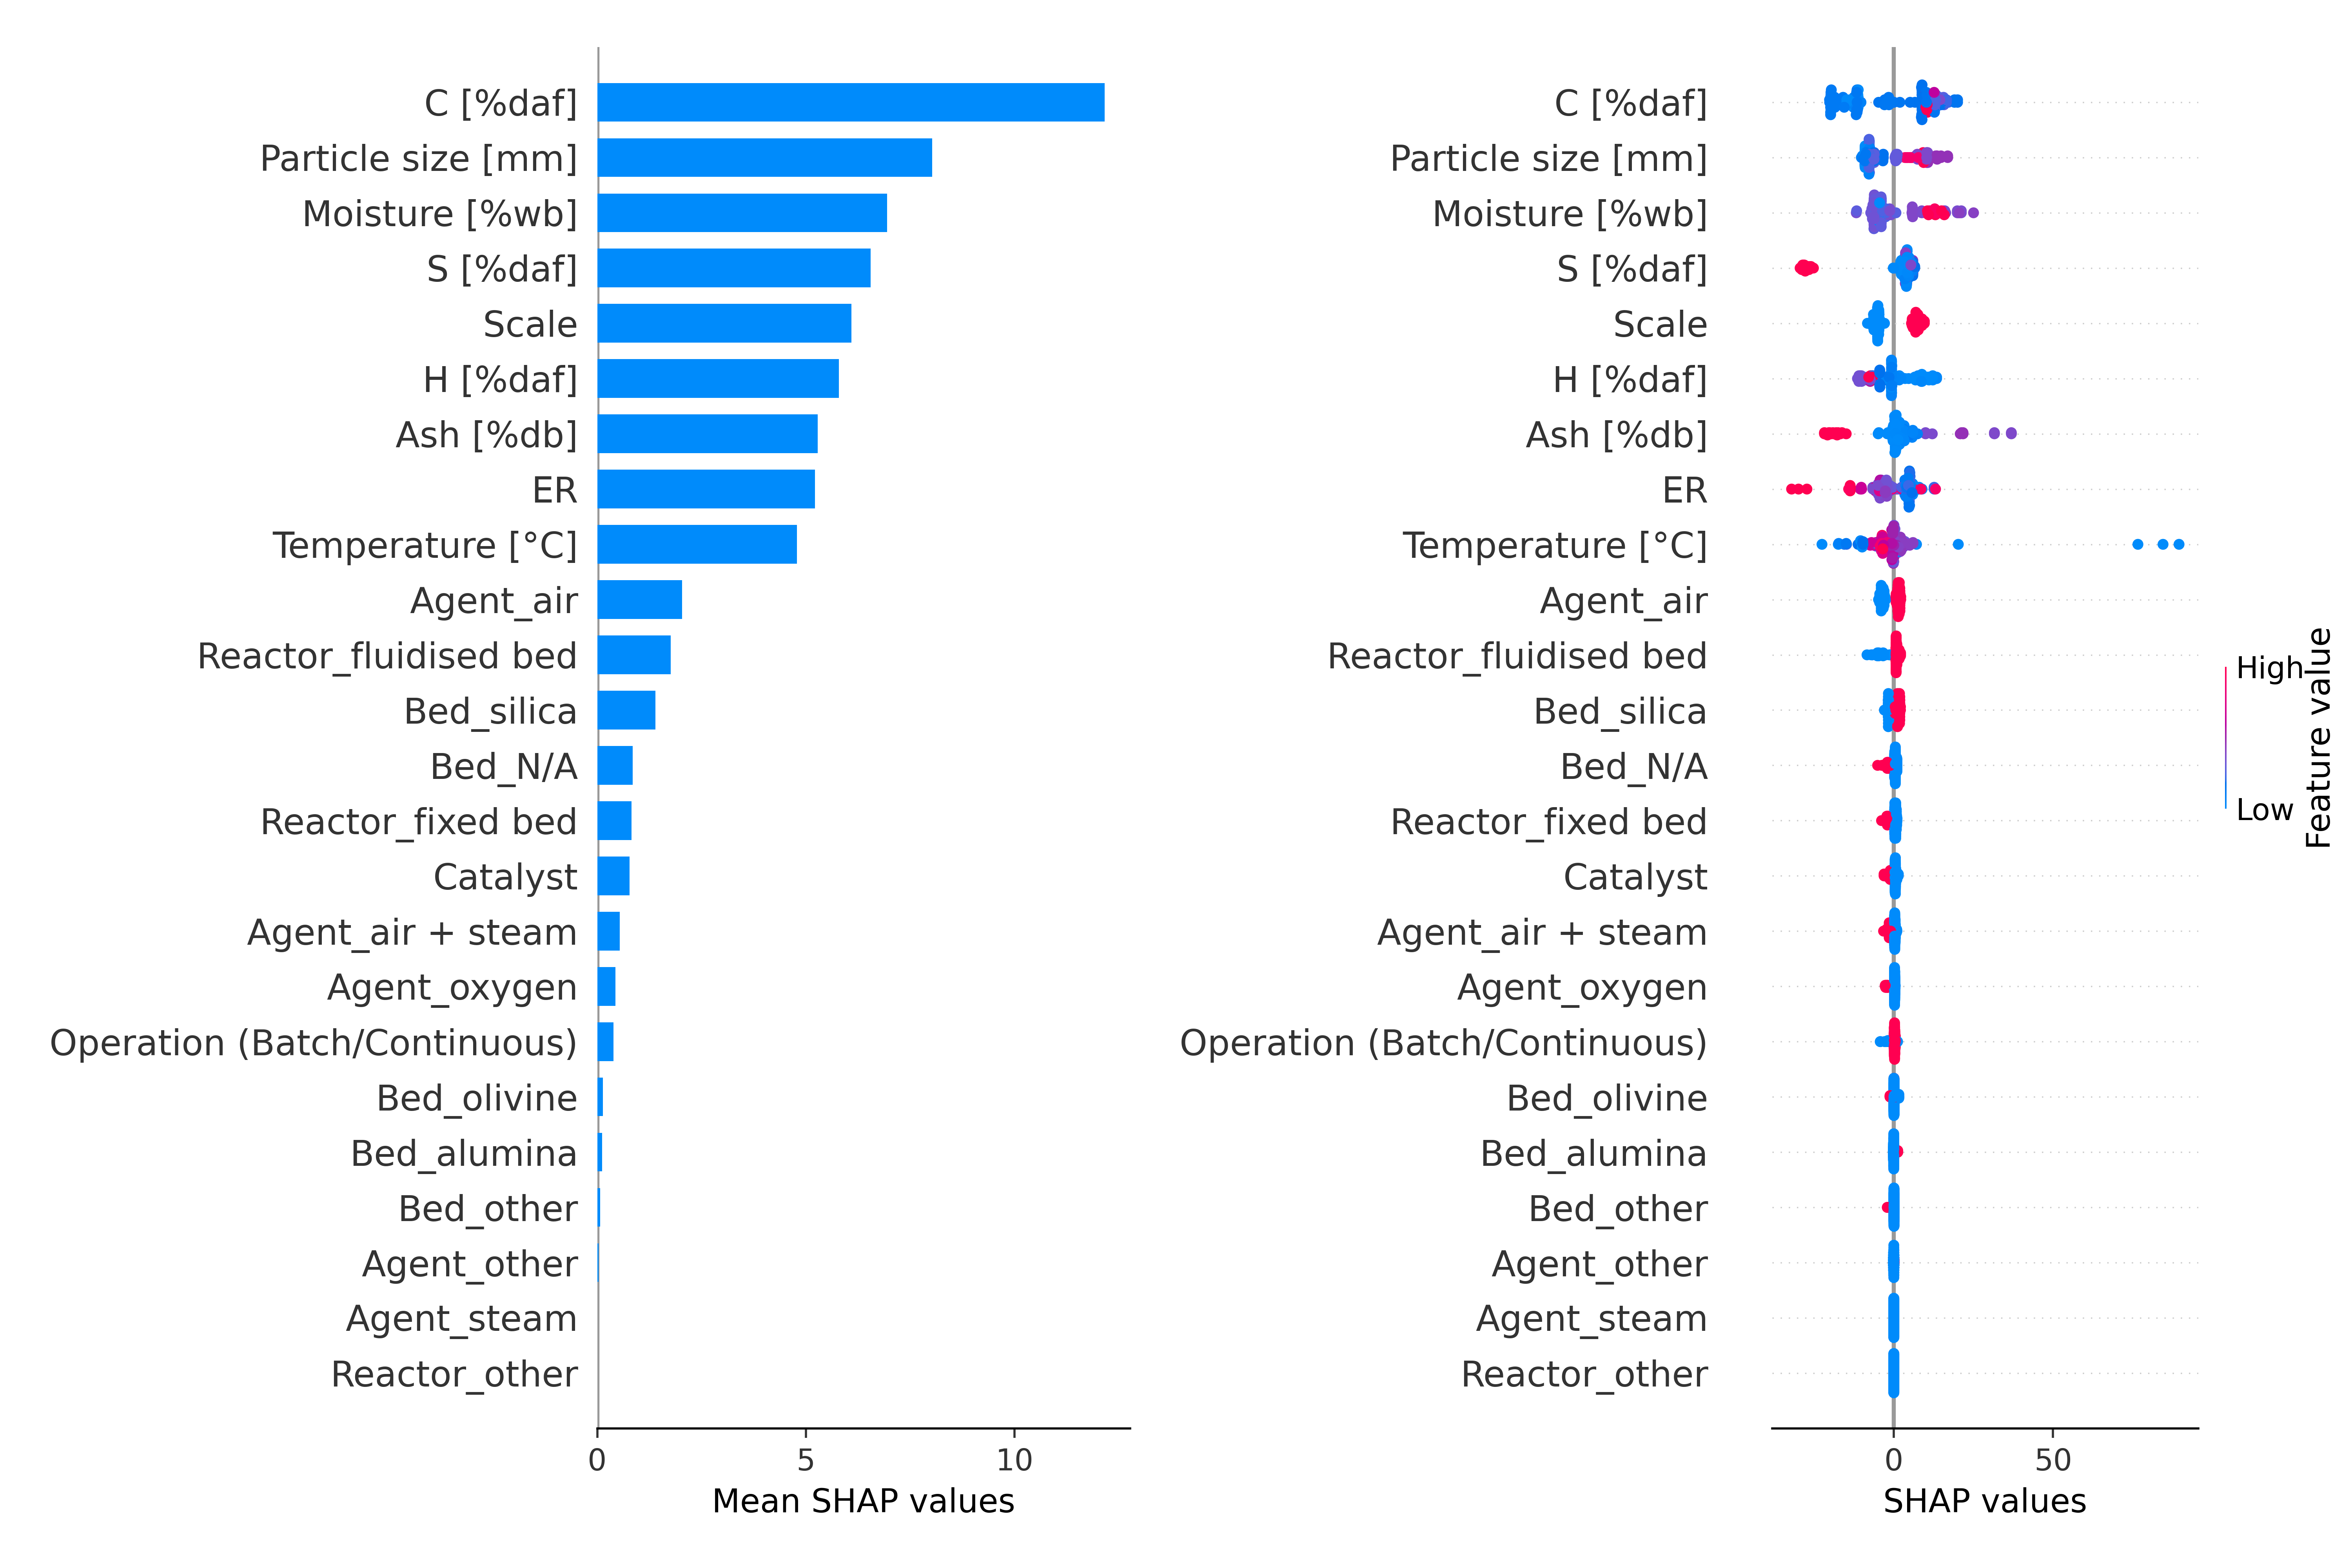 C [%daf]
Particle size [mm]
Moisture [%wb]
S [%daf]
Scale
H [%daf]
Ash [%db]
ER
Temperature [°C]
Agent_air
Reactor_fluidised bed
Bed_silica
Bed_N/A
Reactor_fixed bed
Catalyst
Agent_air + steam
Agent_oxygen
Operation (Batch/Continuous)
Bed_olivine
Bed_alumina
Bed_other
Agent_other
Agent_steam
Reactor_other
0 5 10
Mean SHAP values
C [%daf]
Particle size [mm]
Moisture [%wb]
S [%daf]
Scale
H [%daf]
Ash [%db]
ER
Temperature [°C]
Agent_air
Reactor_fluidised bed
Bed_silica
Bed_N/A
Reactor_fixed bed
Catalyst
Agent_air + steam
Agent_oxygen
Operation (Batch/Continuous)
Bed_olivine
Bed_alumina
Bed_other
Agent_other
Agent_steam
Reactor_other
0 50
SHAP values
High
Low
Feature value